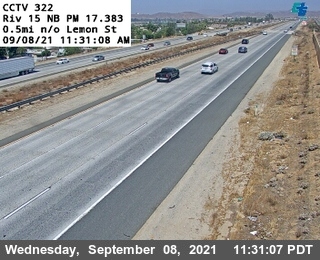 CCTV 322
Riv 15 NB PM 17.383
0.5mi n/o Lemon St
09/08/21 11:31:08 AM
Wednesday, September 08, 2021 11:31:07 PDT